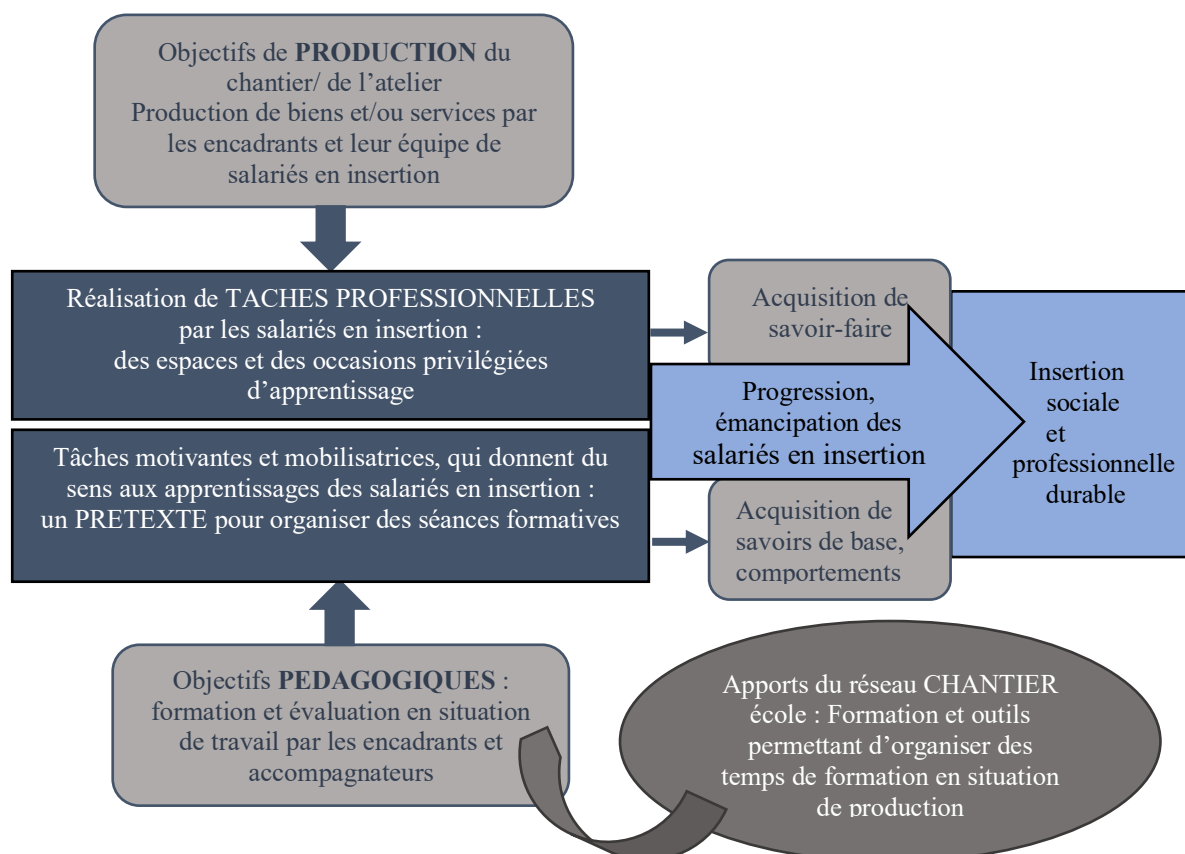 Objectifs de PRODUCTION du
chantier/ de l'atelier
Production de biens et/ou services par
les encadrants et leur équipe de
salariés en insertion
Réalisation de TACHES PROFESSIONNELLES
par les salariés en insertion :
des espaces et des occasions privilégiées
d'apprentissage
Acquisition de
savoir-faire
Progression,
émancipation des
salariés en insertion
Insertion
sociale
et
professionnelle
durable
Tâches motivantes et mobilisatrices, qui donnent du
sens aux apprentissages des salariés en insertion :
un PRETEXTE pour organiser des séances formatives
Acquisition de
savoirs de base,
comportements
Objectifs PEDAGOGIQUES :
formation et évaluation en situation
de travail par les encadrants et
accompagnateurs
Apports du réseau CHANTIER
école : Formation et outils
permettant d'organiser des
temps de formation en situation
de production